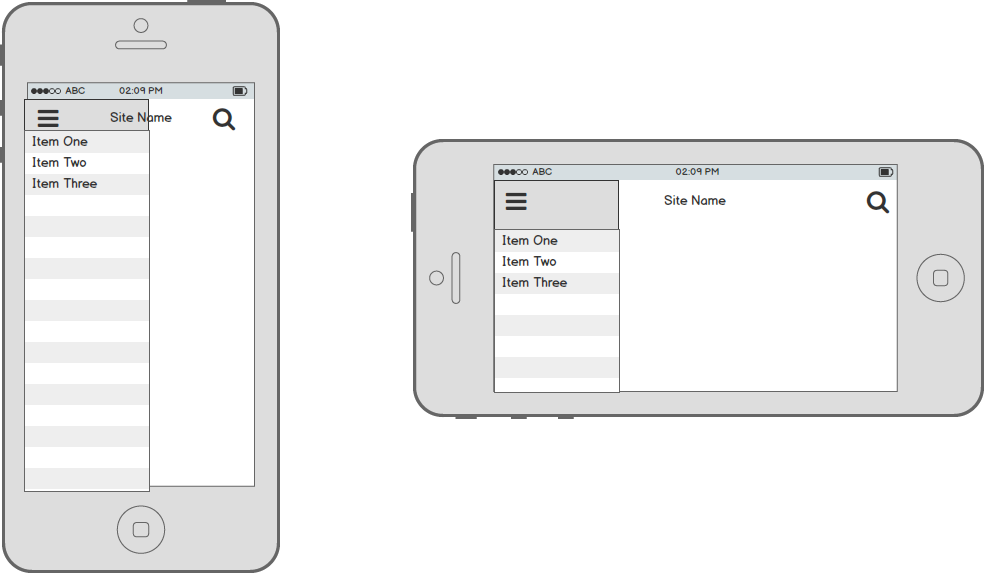 ABC 02:09 PM
Site Name
Item One
Item Two
Item Three
ABC 02:09 PM
Site Name
Item One
Item Two
Item Three